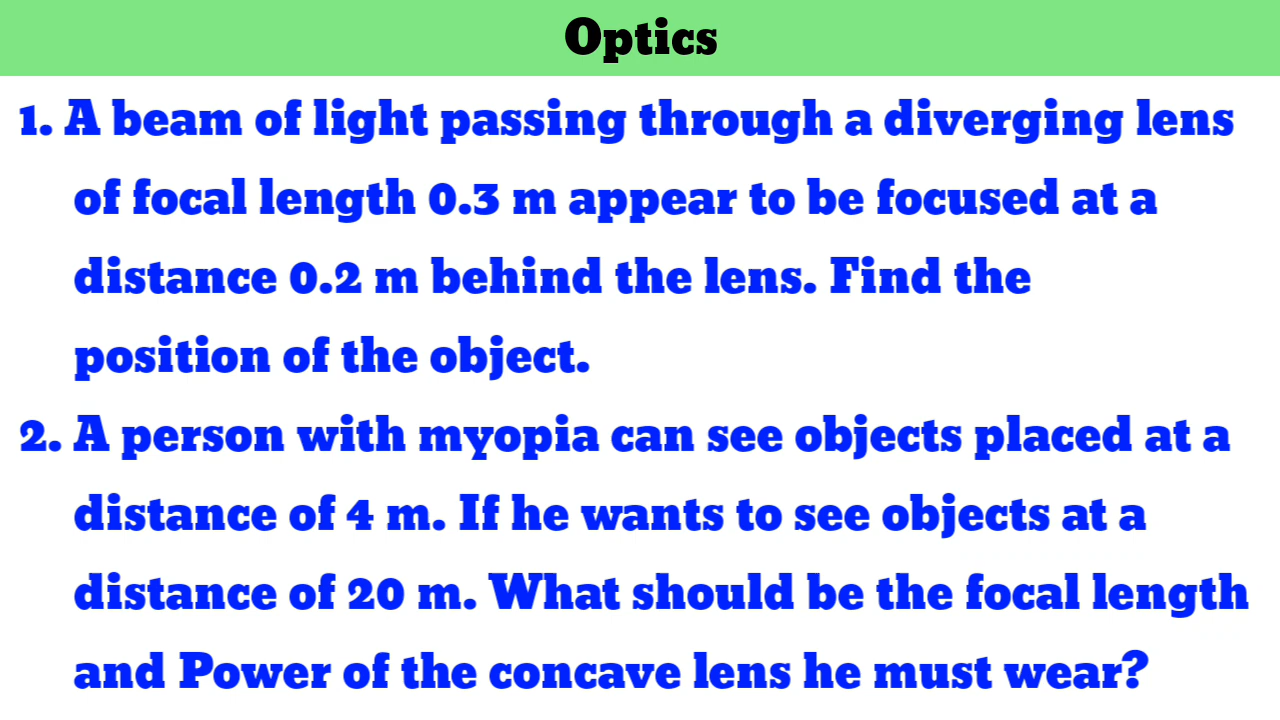 Optics
1. A beam of light passing through a diverging lens
of focal length 0.3 m appear to be focused at a
distance 0.2 m behind the lens. Find the
position of the object.
2. A person with myopia can see objects placed at a
distance of 4 m. If he wants to see objects at a
distance of 20 m. What should be the focal length
and Power of the concave lens he must wear?